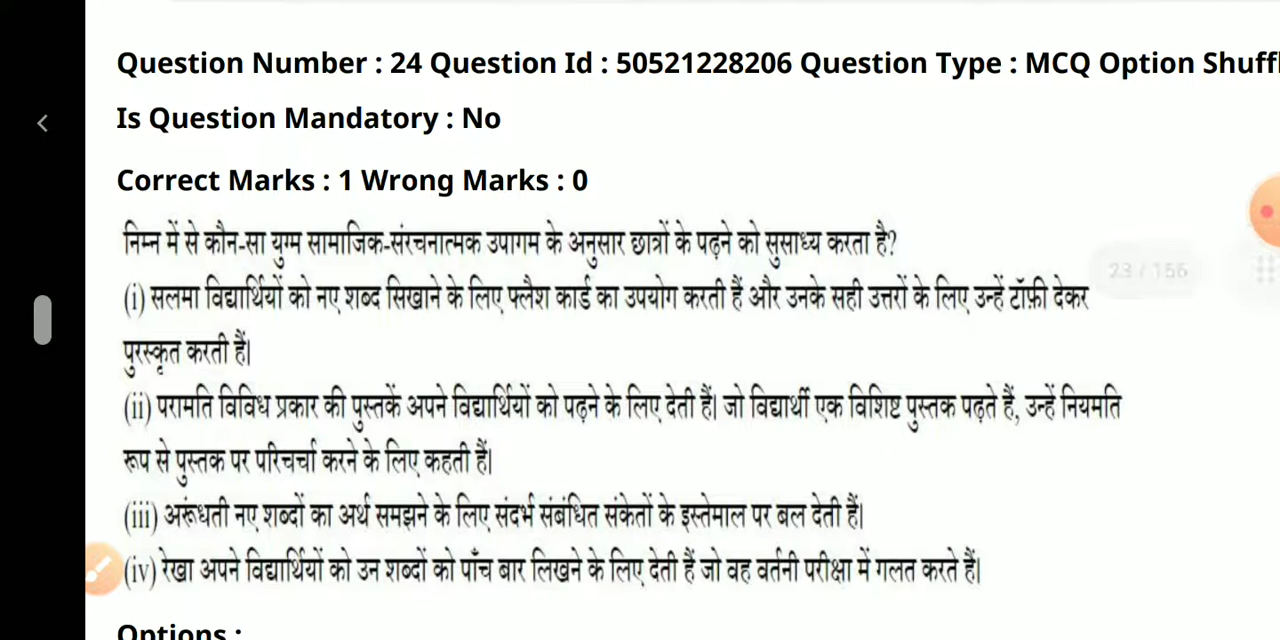 Question Number : 24 Question Id : 50521228206 Question Type : MCQ Option Shuffl
Is Question Mandatory : No
Correct Marks : 1 Wrong Marks : 0
निम्न में से कौन-सा युग्म सामाजिक-संरचनात्मक उपागम के अनुसार छात्रों के पढ़ने को सुसाध्य करता है?
23 / 156
(i) सलमा विद्यार्थियों को नए शब्द सिखाने के लिए फ्लैश कार्ड का उपयोग करती हैं और उनके सही उत्तरों के लिए उन्हें टॉफ़ी देकर
पुरस्कृत करती हैं|
(ii) परामति विविध प्रकार की पुस्तकें अपने विद्यार्थियों को पढ़ने के लिए देती हैं| जो विद्यार्थी एक विशिष्ट पुस्तक पढ़ते हैं, उन्हें नियमति
रूप से पुस्तक पर परिचर्चा करने के लिए कहती हैं|
(iii) अरूंधती नए शब्दों का अर्थ समझने के लिए संदर्भ संबंधित संकेतों के इस्तेमाल पर बल देती हैं|
(iv) रेखा अपने विद्यार्थियों को उन शब्दों को पाँच बार लिखने के लिए देती हैं जो वह वर्तनी परीक्षा में गलत करते हैं|
Options :